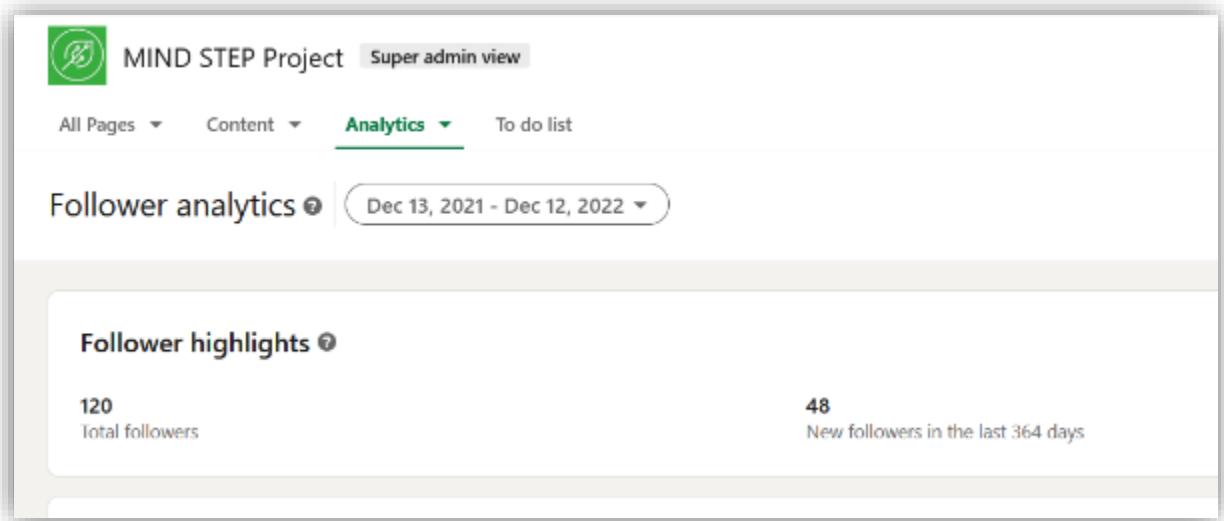 MIND STEP Project Super admin view
All Pages Content Analytics To do list
Follower analytics Dec 13, 2021 - Dec 12, 2022
Follower highlights
120 48
Total followers New followers in the last 364 days